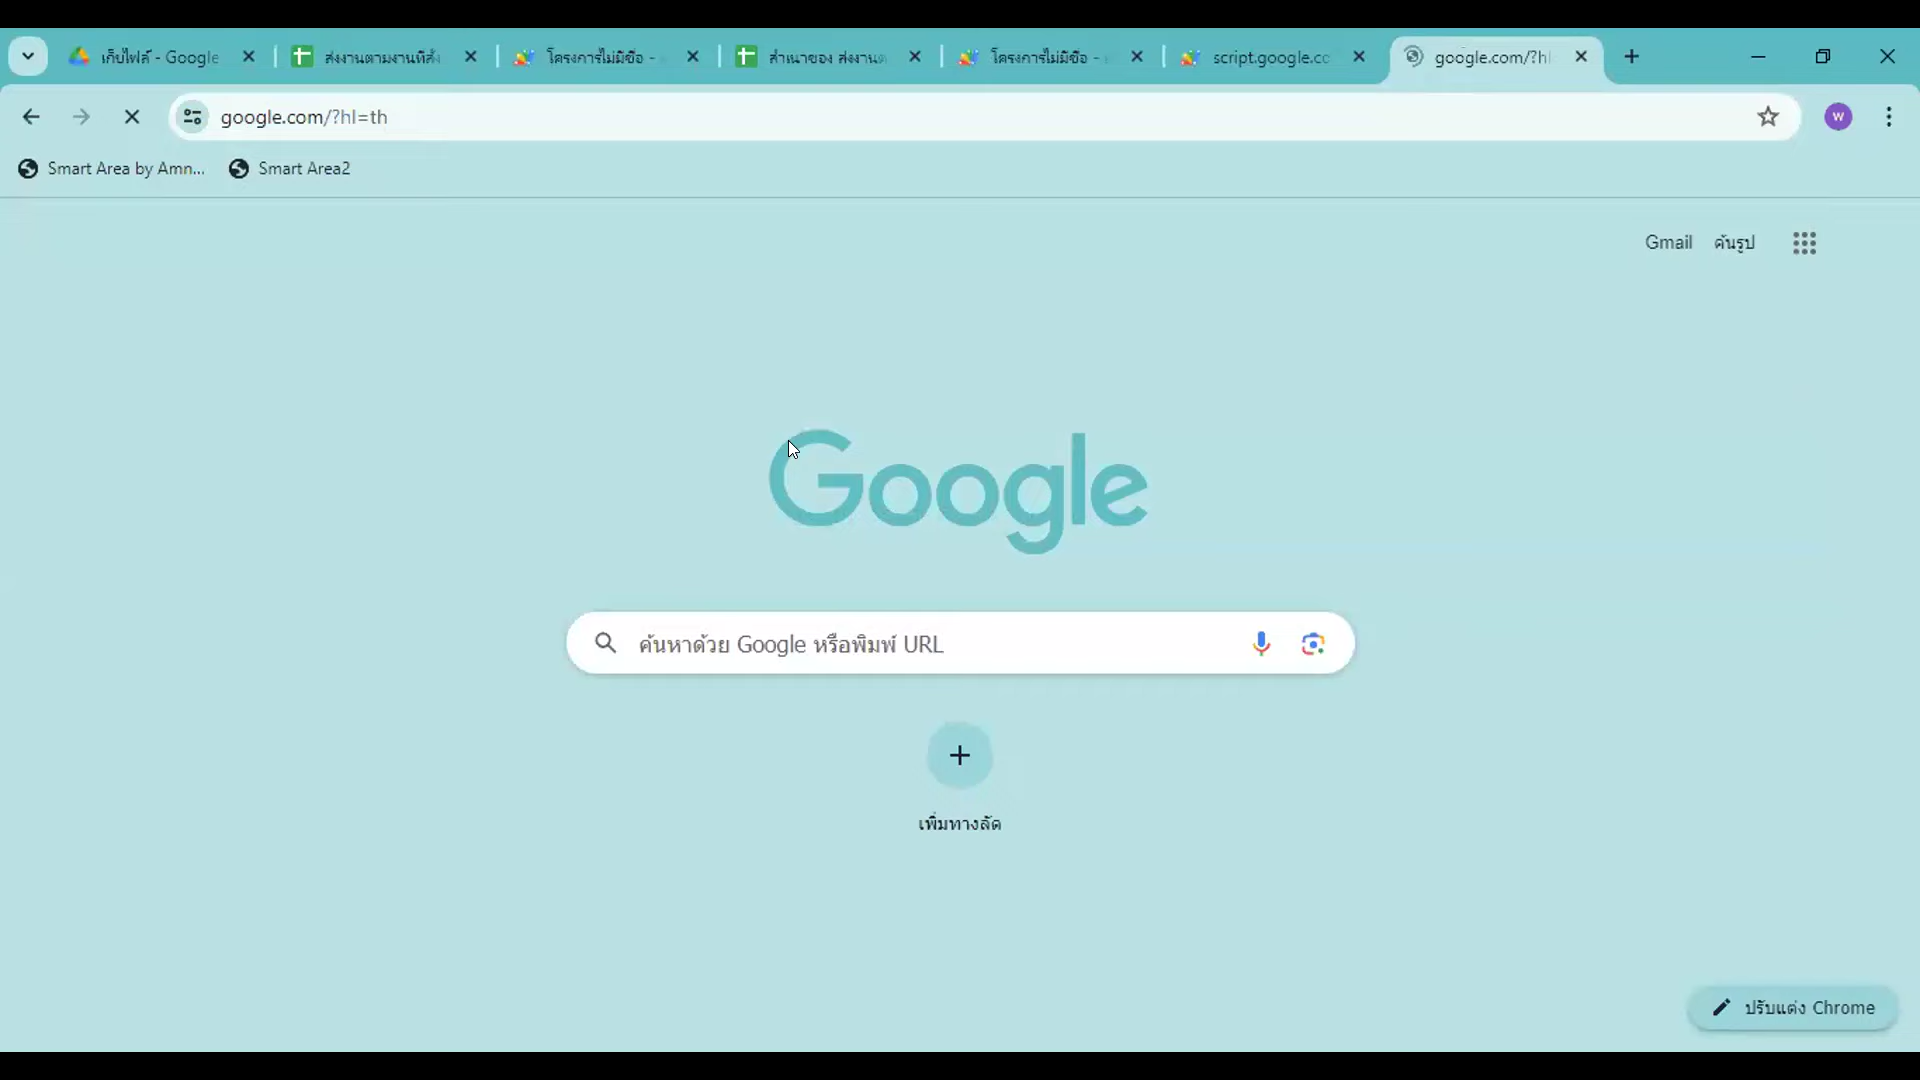 เก็บไฟล์ - Google
ส่งงานตามงานที่สั่ง
โครงการไม่มีชื่อ -
สำเนาของ ส่งงานต
โครงการไม่มีชื่อ -
script.google.co
google.com/?hl
google.com/?hl=th
W
Smart Area by Amn...
Smart Area2
Gmail
ค้นรูป
Google
ค้นหาด้วย Google หรือพิมพ์ URL
เพิ่มทางลัด
ปรับแต่ง Chrome